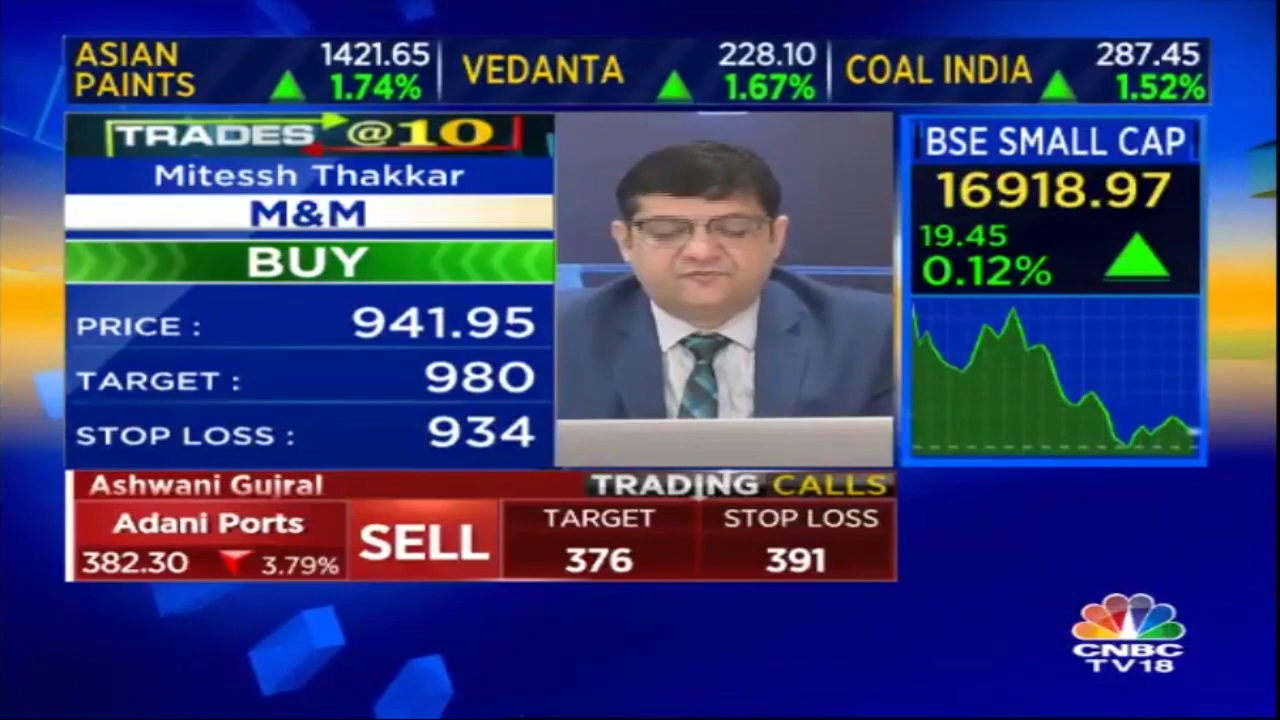 ASIAN PAINTS 1421.65 1.74%
VEDANTA 228.10 1.67%
COAL INDIA 287.45 1.52%
TRADES @10
Mitessh Thakkar
M&M
BUY
PRICE : 941.95
TARGET : 980
STOP LOSS : 934
BSE SMALL CAP
16918.97
19.45
0.12%
Ashwani Gujral
TRADING CALLS
Adani Ports
382.30 3.79%
SELL
TARGET
376
STOP LOSS
391
CNBC
TV18